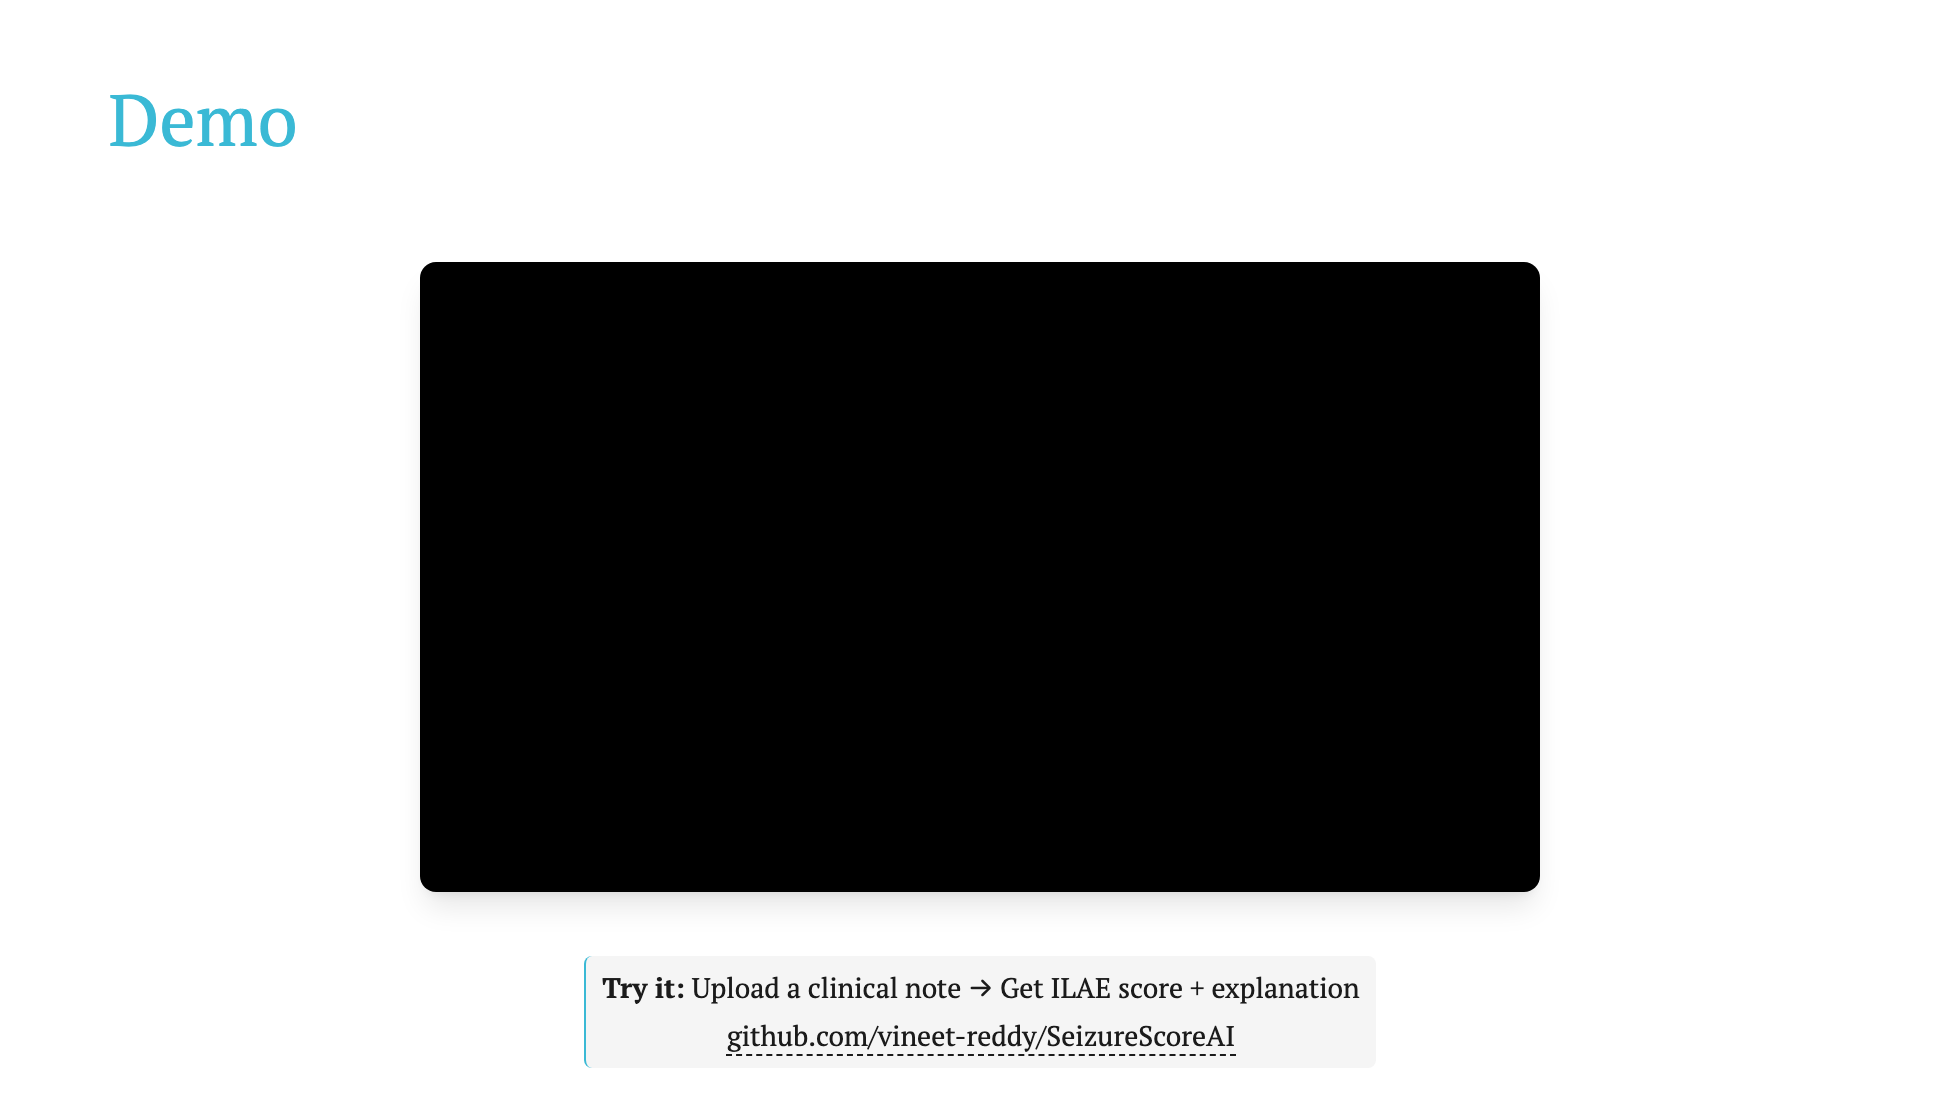 Demo
Try it: Upload a clinical note → Get ILAE score + explanation
github.com/vineet-reddy/SeizureScoreAI